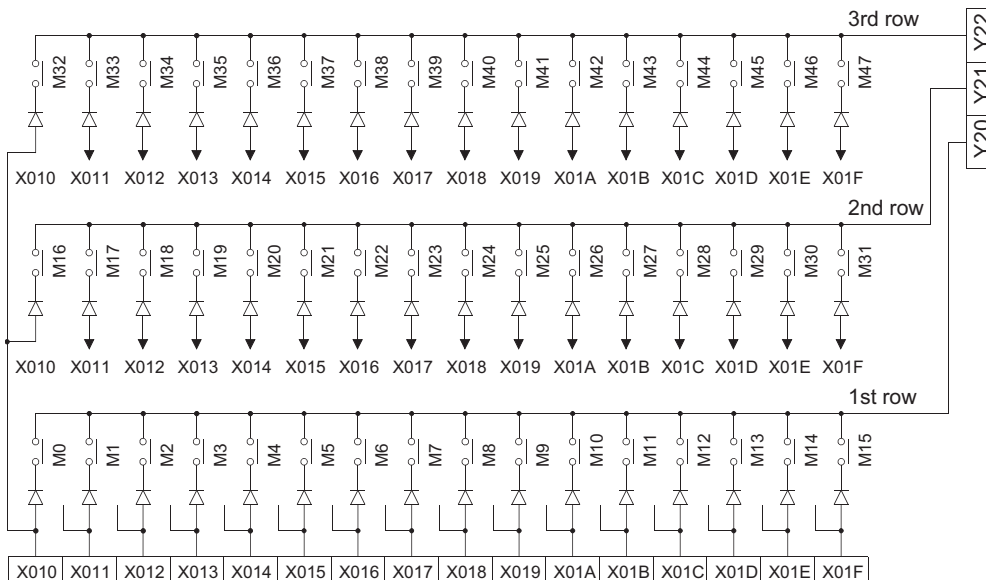 3rd row
Y22
M32 M33 M34 M35 M36 M37 M38 M39 M40 M41 M42 M43 M44 M45 M46 M47
Y21
Y20
X010 X011 X012 X013 X014 X015 X016 X017 X018 X019 X01A X01B X01C X01D X01E X01F
2nd row
M16 M17 M18 M19 M20 M21 M22 M23 M24 M25 M26 M27 M28 M29 M30 M31
X010 X011 X012 X013 X014 X015 X016 X017 X018 X019 X01A X01B X01C X01D X01E X01F
1st row
M0 M1 M2 M3 M4 M5 M6 M7 M8 M9 M10 M11 M12 M13 M14 M15
X010 X011 X012 X013 X014 X015 X016 X017 X018 X019 X01A X01B X01C X01D X01E X01F